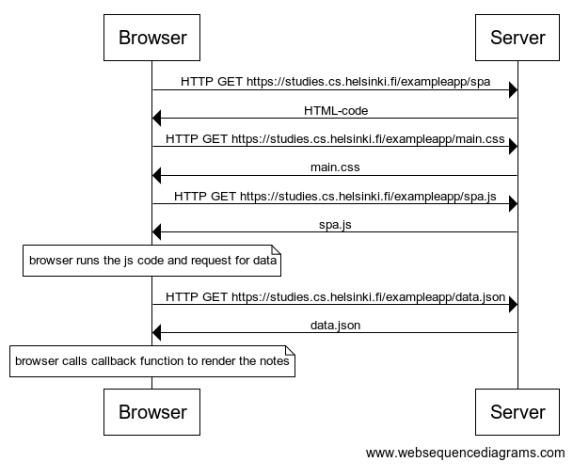 Browser
Server
HTTP GET https://studies.cs.helsinki.fi/exampleapp/spa
HTML-code
HTTP GET https://studies.cs.helsinki.fi/exampleapp/main.css
main.css
HTTP GET https://studies.cs.helsinki.fi/exampleapp/spa.js
spa.js
browser runs the js code and request for data
HTTP GET https://studies.cs.helsinki.fi/exampleapp/data.json
data.json
browser calls callback function to render the notes
Browser
Server
www.websequencediagrams.com